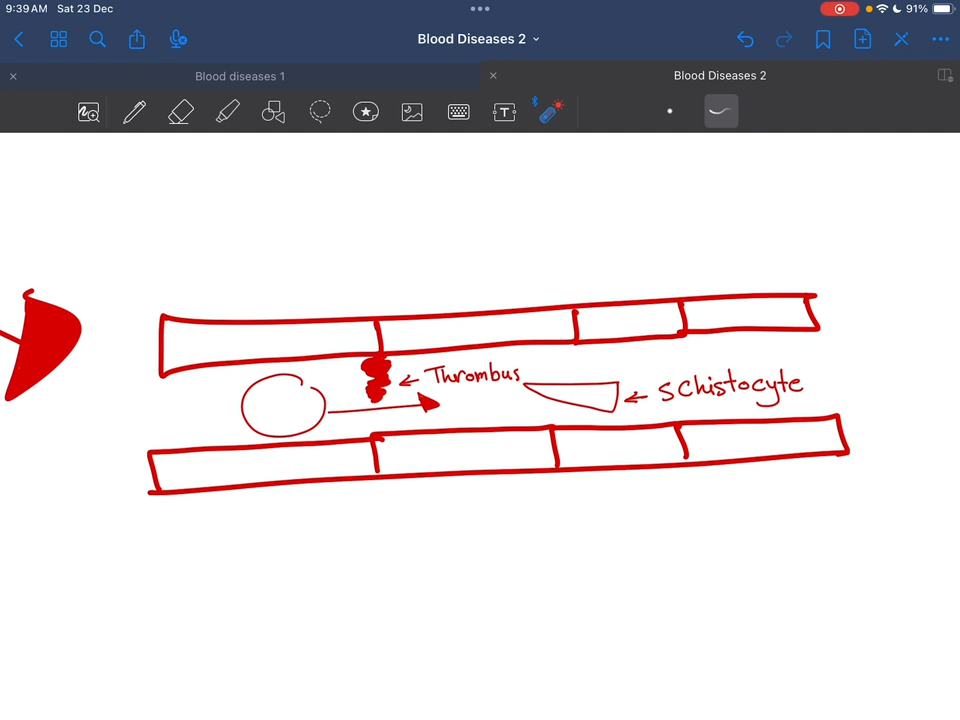 9:39 AM Sat 23 Dec
91%
Blood Diseases 2
Blood diseases 1
Blood Diseases 2
T
Thrombus
Schistocyte